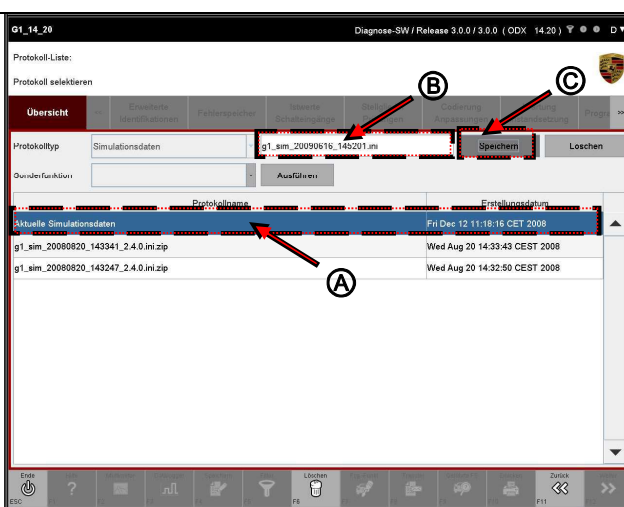 G1_14_20 Diagnose-SW / Release 3.0.0 / 3.0.0 ( ODX 14.20 ) D
Protokoll-Liste:
Protokoll selektieren
B C
Übersicht Erweiterte Identifikationen Fehlerspeicher Istwerte Codierung Progra »
Protokolltyp Simulationsdaten g1_sim_20090616_145201.ini Speichern Loschen
Sonderfunktion Ausführen
Protokollname Erstellungsdatum
Aktuelle Simulationsdaten Fri Dec 12 11:18:16 CET 2008
g1_sim_20080820_143341_2.4.0.ini.zip Wed Aug 20 14:33:43 CEST 2008
g1_sim_20080820_143247_2.4.0.ini.zip Wed Aug 20 14:32:50 CEST 2008
A
Ende Löschen Zurück
ESC F8 F11